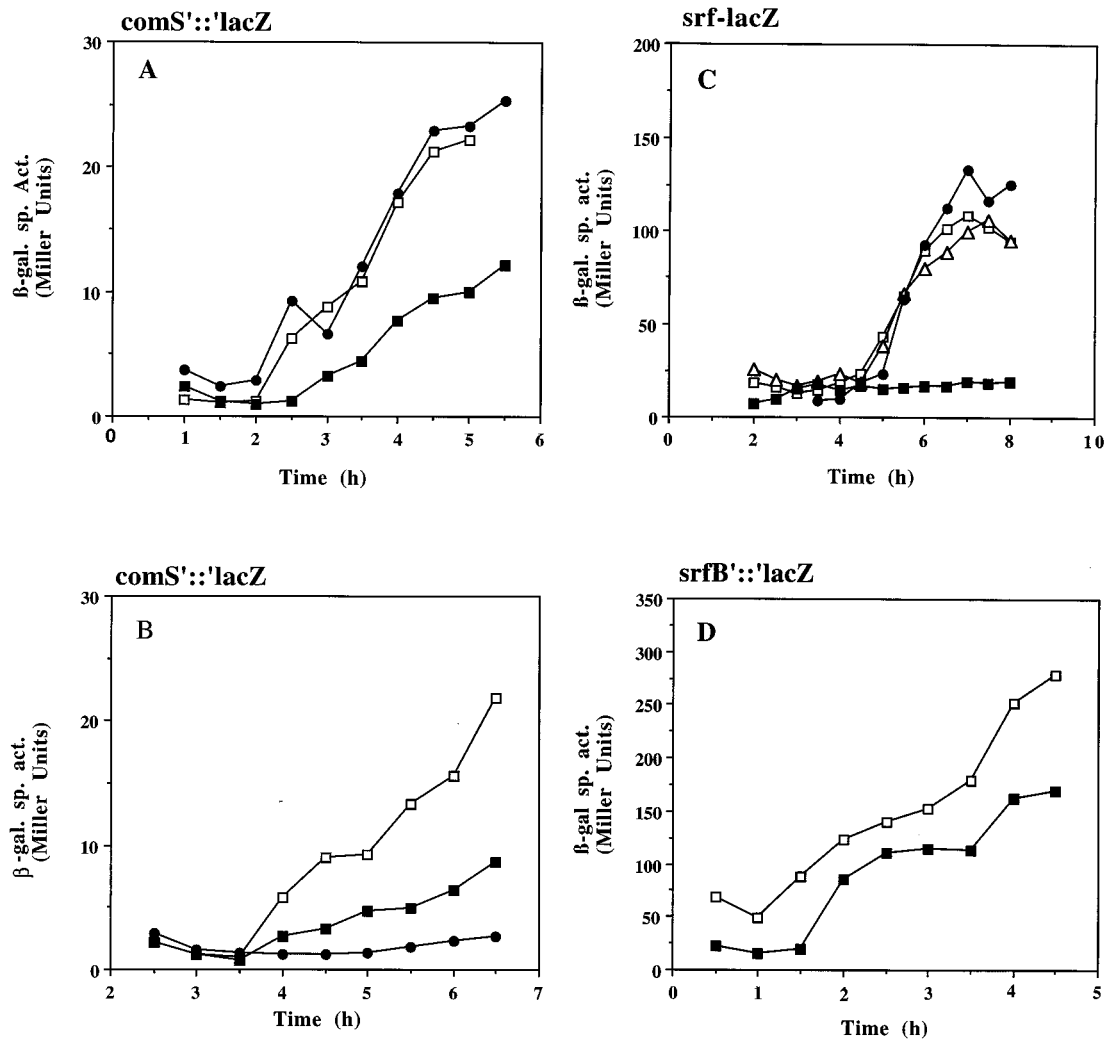 comS'::'lacZ
A
30
20
10
0
0 1 2 3 4 5 6
Time (h)
ß-gal. sp. Act.
(Miller Units)
srf-lacZ
C
200
150
100
50
0
0 2 4 6 8 10
Time (h)
ß-gal. sp. act.
(Miller Units)
comS'::'lacZ
B
30
20
10
0
2 3 4 5 6 7
Time (h)
β-gal. sp. act.
(Miller Units)
srfB'::'lacZ
D
350
300
250
200
150
100
50
0
0 1 2 3 4 5
Time (h)
ß-gal sp. act.
(Miller Units)